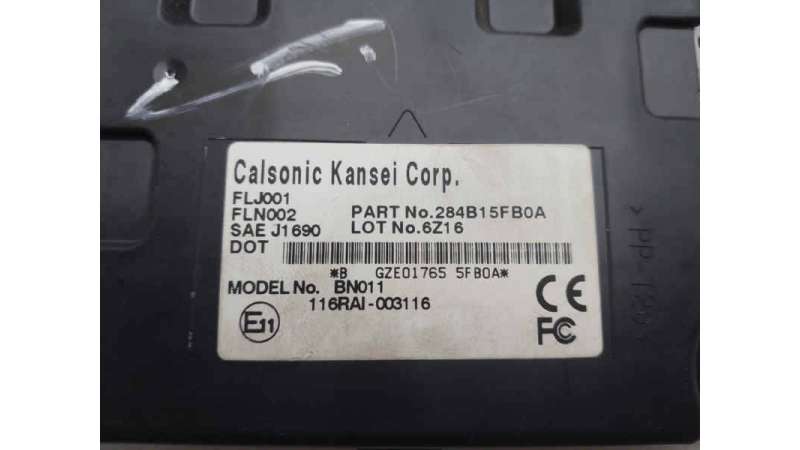 Calsonic Kansei Corp.
FLJ001
FLN002 PART No.284B15FB0A
SAE J1690 LOT No.6Z16
DOT
*B GZE01765 5FB0A*
MODEL No. BN011
116RAI-003116
E11
CE
FC